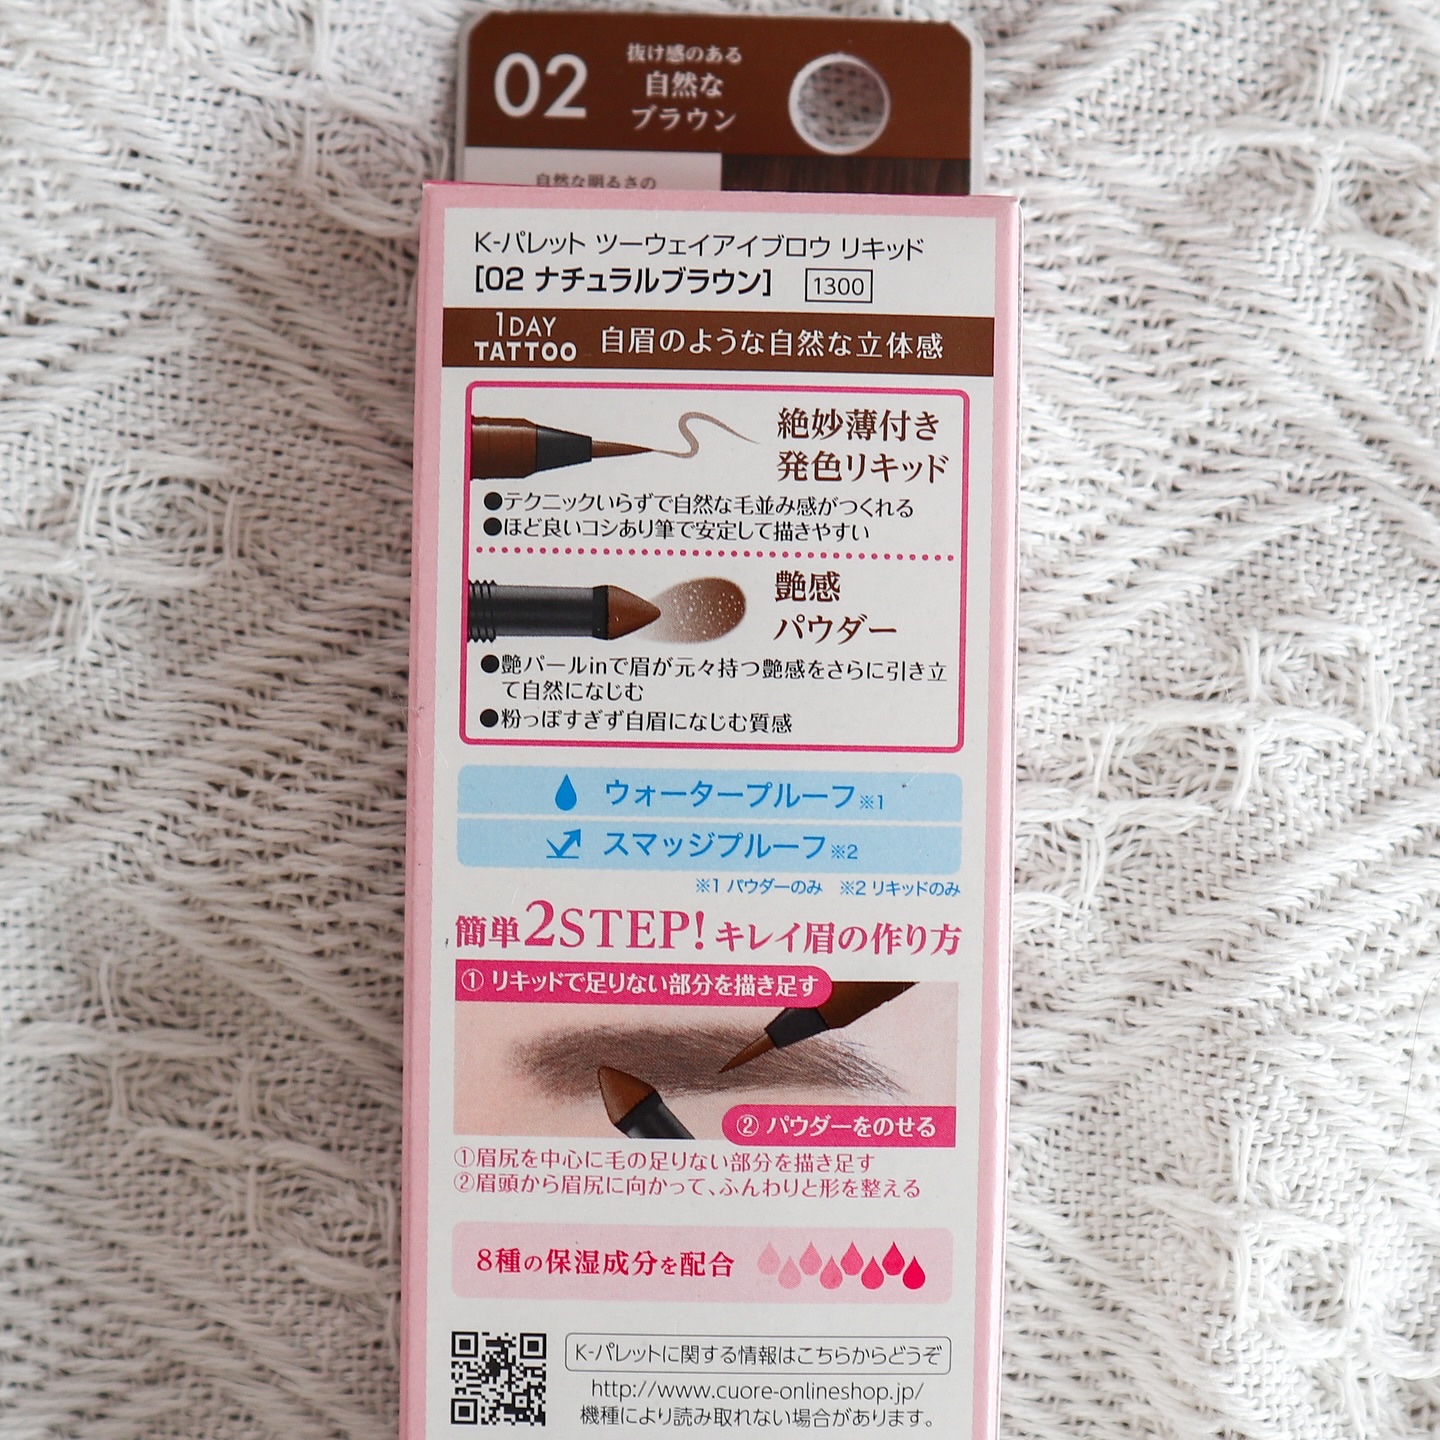 02
抜け感のある
自然な
ブラウン
自然な明るさの
K-パレット ツーウェイアイブロウ リキッド
[02 ナチュラルブラウン] 1300
1DAY
TATTOO
自眉のような自然な立体感
絶妙薄付き
発色リキッド
●テクニックいらずで自然な毛並み感がつくれる
●ほど良いコシあり筆で安定して描きやすい
艶感
パウダー
●艶パールinで眉が元々持つ艶感をさらに引き立
て自然になじむ
●粉っぽすぎず自眉になじむ質感
ウォータープルーフ※1
スマッジプルーフ※2
※1 パウダーのみ ※2 リキッドのみ
簡単2STEP!キレイ眉の作り方
① リキッドで足りない部分を描き足す
② パウダーをのせる
①眉尻を中心に毛の足りない部分を描き足す
②眉頭から眉尻に向かって、ふんわりと形を整える
8種の保湿成分を配合
K-パレットに関する情報はこちらからどうぞ
http://www.cuore-onlineshop.jp/
機種により読み取れない場合があります。